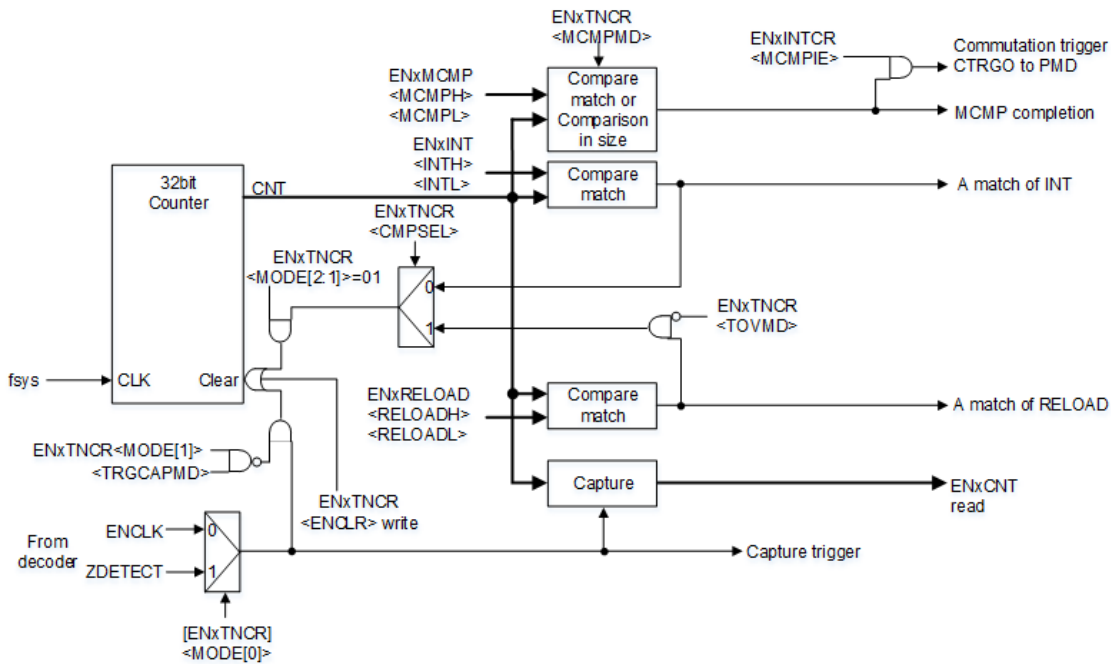 ENxTNCR
<MCMPMD>
ENxINTCR
<MCMPIE>
Commutation trigger
CTRGO to PMD
ENxMCMP
<MCMPH>
<MCMPL>
Compare
match or
Comparison
in size
MCMP completion
ENxINT
<INTH>
<INTL>
Compare
match
A match of INT
32bit
Counter
CNT
ENxTNCR
<CMPSEL>
ENxTNCR
<MODE[2:1]>=01
0
1
ENxTNCR
<TOVMD>
fsys
CLK
Clear
ENxRELOAD
<RELOADH>
<RELOADL>
Compare
match
A match of RELOAD
ENxTNCR<MODE[1]>
<TRGCAPMD>
ENxTNCR
<ENCLR> write
Capture
ENxCNT
read
From
decoder
ENCLK
ZDETECT
0
1
Capture trigger
[ENxTNCR]
<MODE[0]>